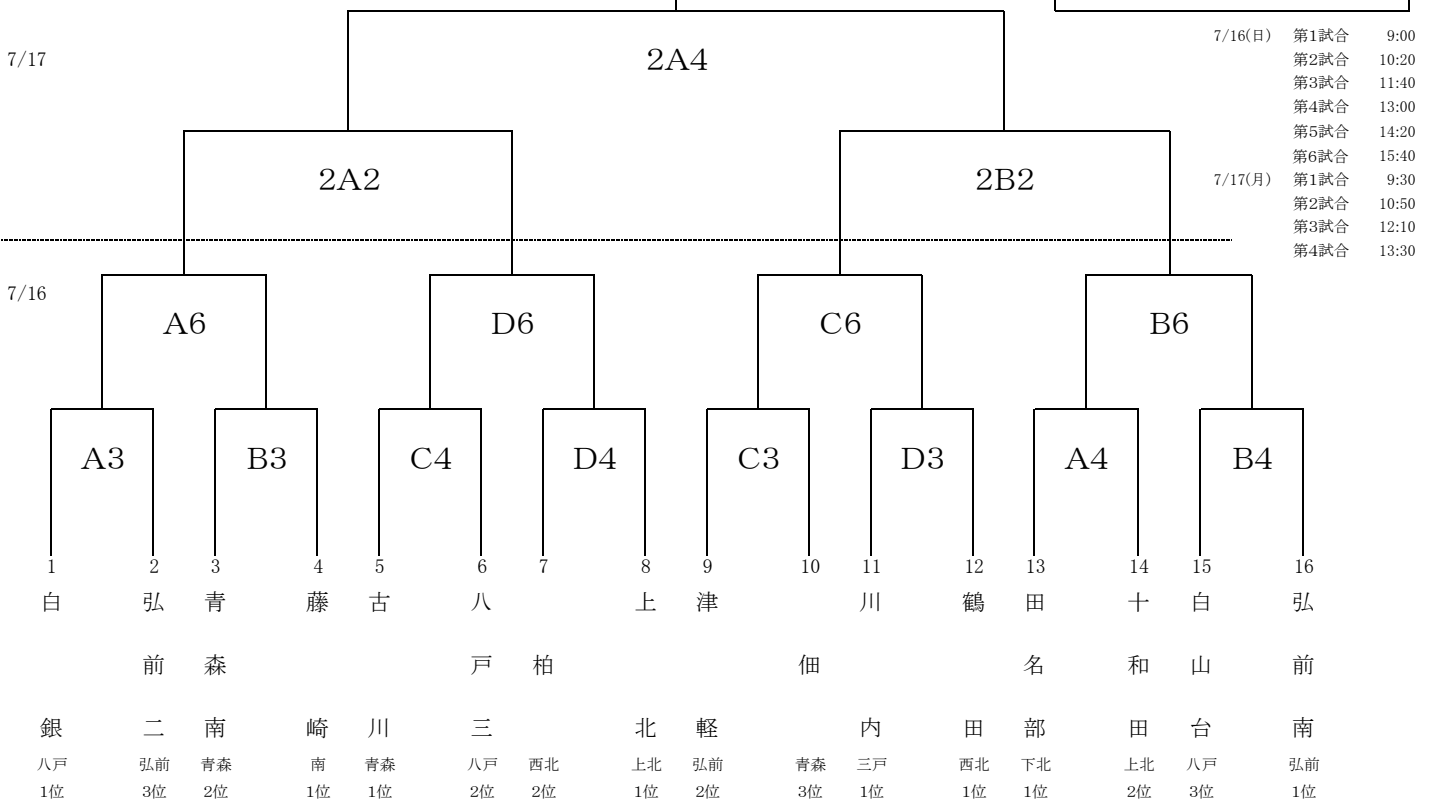 7/16(日) 第1試合 9:00
7/17 2A4 第2試合 10:20
第3試合 11:40
第4試合 13:00
第5試合 14:20
第6試合 15:40
2A2 2B2 7/17(月) 第1試合 9:30
第2試合 10:50
第3試合 12:10
第4試合 13:30
7/16
A6 D6 C6 B6
A3 B3 C4 D4 C3 D3 A4 B4
1 2 3 4 5 6 7 8 9 10 11 12 13 14 15 16
白銀 弘前二 青森南 藤崎 古川 八戸三 柏 上北 津軽 佃 川内 鶴田 田名部 十和田 白山台 弘前南
八戸 弘前 青森 南 青森 八戸 西北 上北 弘前 青森 三戸 西北 下北 上北 八戸 弘前
1位 3位 2位 1位 1位 2位 2位 1位 2位 3位 1位 1位 1位 2位 3位 1位